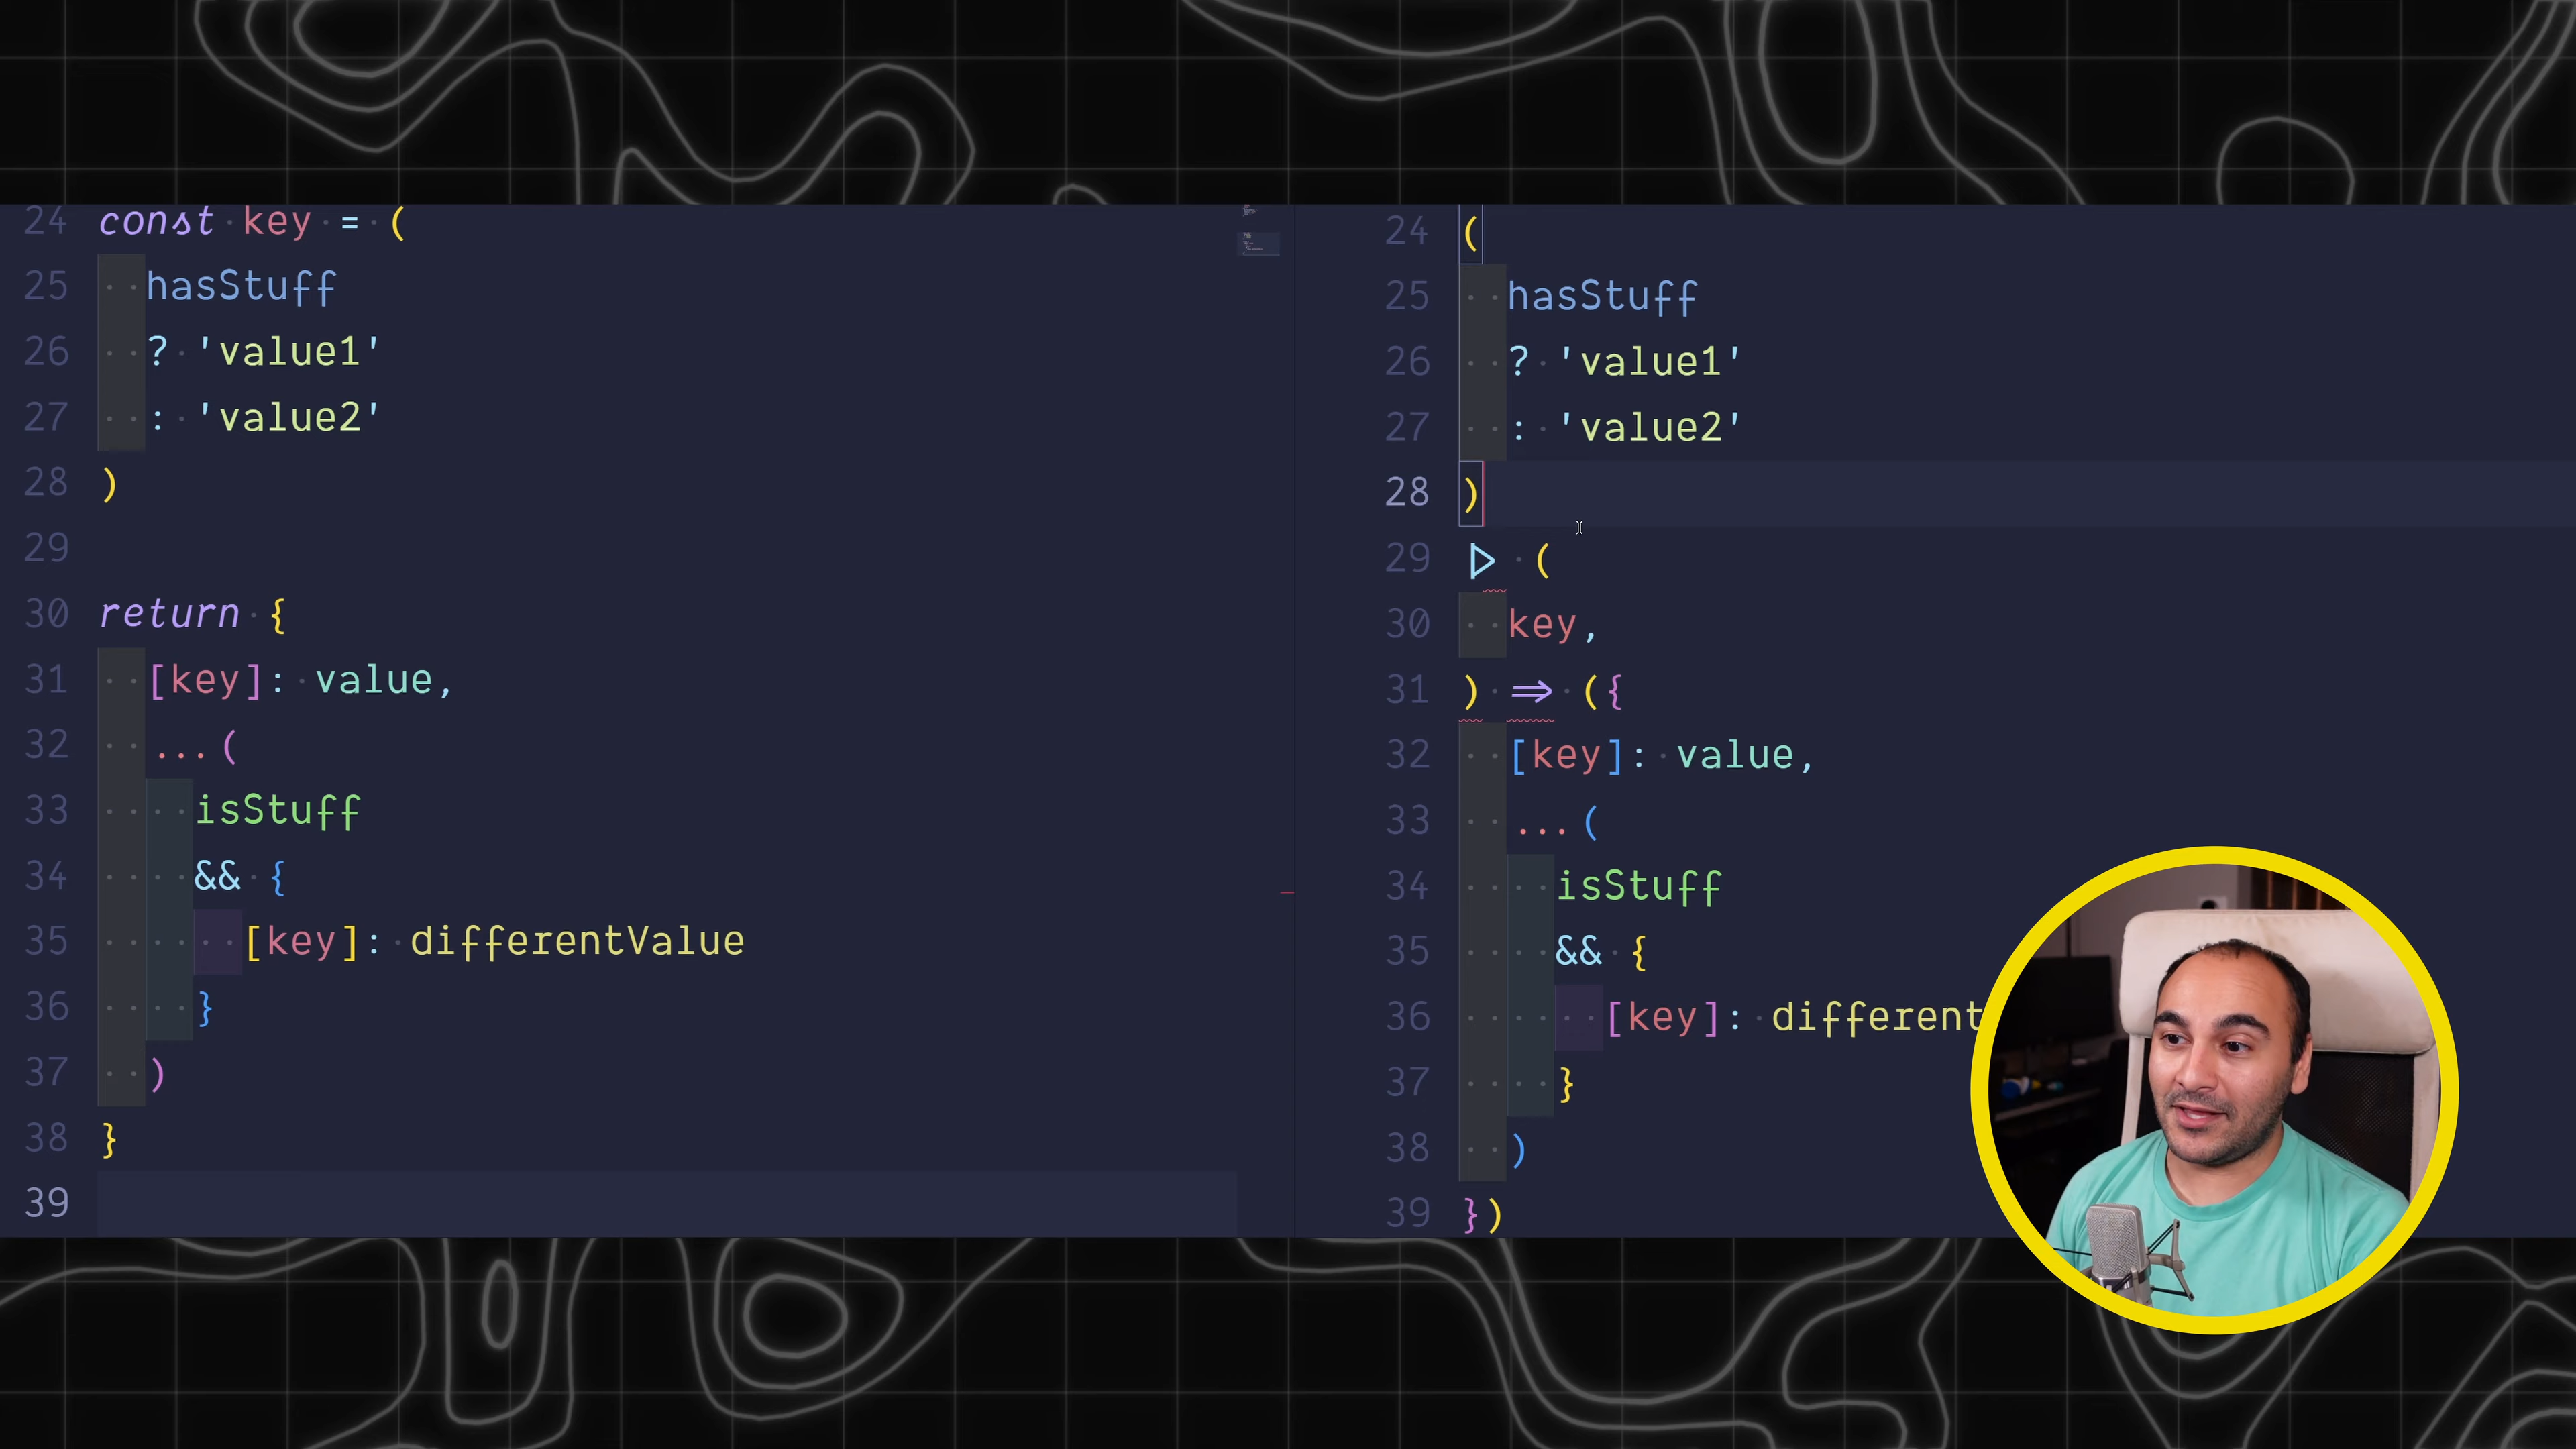 24 const key = (
25 hasStuff
26 ? 'value1'
27 : 'value2'
28 )
29
30 return {
31 [key]: value,
32 ...(
33 isStuff
34 && {
35 [key]: differentValue
36 }
37 )
38 }
39
24 (
25 hasStuff
26 ? 'value1'
27 : 'value2'
28 )
29 |> (
30 key,
31 ) => ({
32 [key]: value,
33 ...(
34 isStuff
35 && {
36 [key]: different
37 }
38 )
39 })